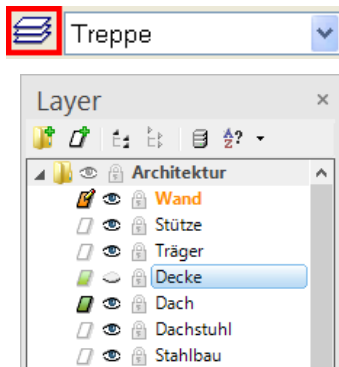 Treppe
Layer
Architektur
Wand
Stütze
Träger
Decke
Dach
Dachstuhl
Stahlbau